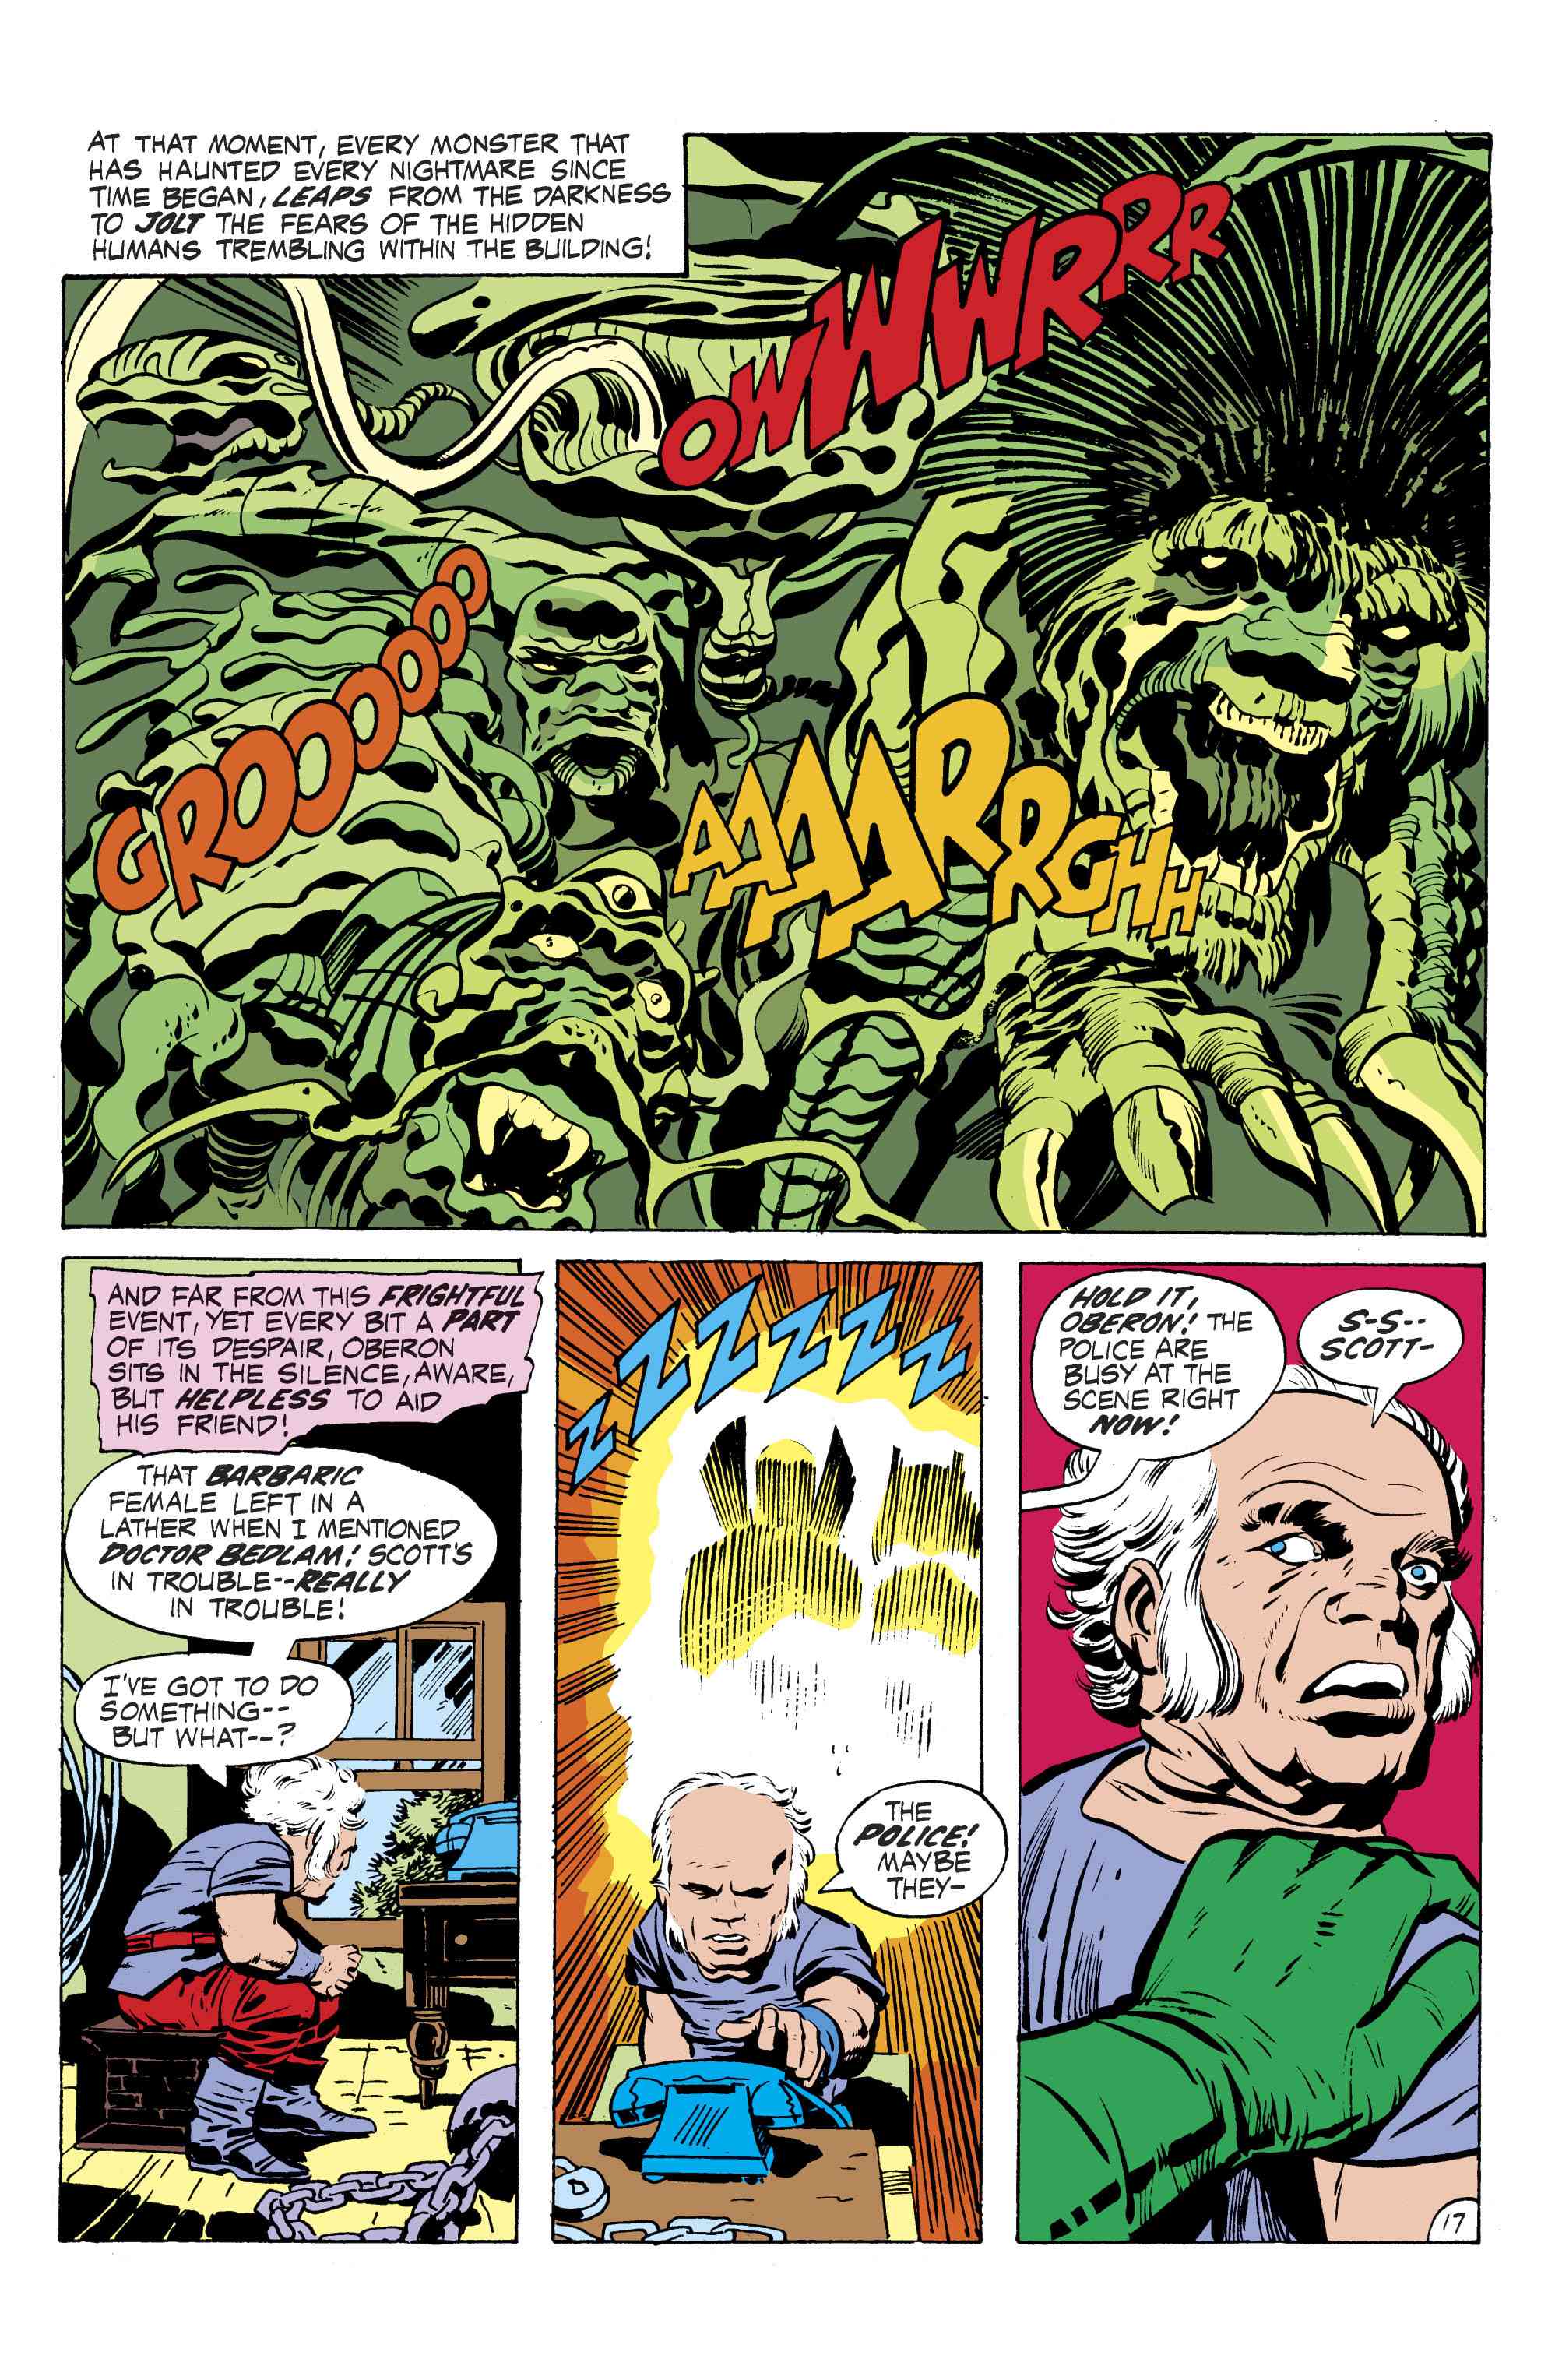 AT THAT MOMENT, EVERY MONSTER THAT
HAS HAUNTED EVERY NIGHTMARE SINCE
TIME BEGAN, LEAPS FROM THE DARKNESS
TO JOLT THE FEARS OF THE HIDDEN
HUMANS TREMBLING WITHIN THE BUILDING!
OWWWRRR
GROOOOOOOO
AAAAARRGHH
AND FAR FROM THIS FRIGHTFUL
EVENT, YET EVERY BIT A PART
OF ITS DESPAIR, OBERON
SITS IN THE SILENCE, AWARE,
BUT HELPLESS TO AID
HIS FRIEND!
THAT BARBARIC
FEMALE LEFT IN A
LATHER WHEN I MENTIONED
DOCTOR BEDLAM! SCOTT'S
IN TROUBLE--REALLY
IN TROUBLE!
I'VE GOT TO DO
SOMETHING--
BUT WHAT--?
ZZZZZZ
THE
POLICE!
MAYBE
THEY-
HOLD IT,
OBERON! THE
POLICE ARE
BUSY AT THE
SCENE RIGHT
NOW!
S-S--
SCOTT-
17